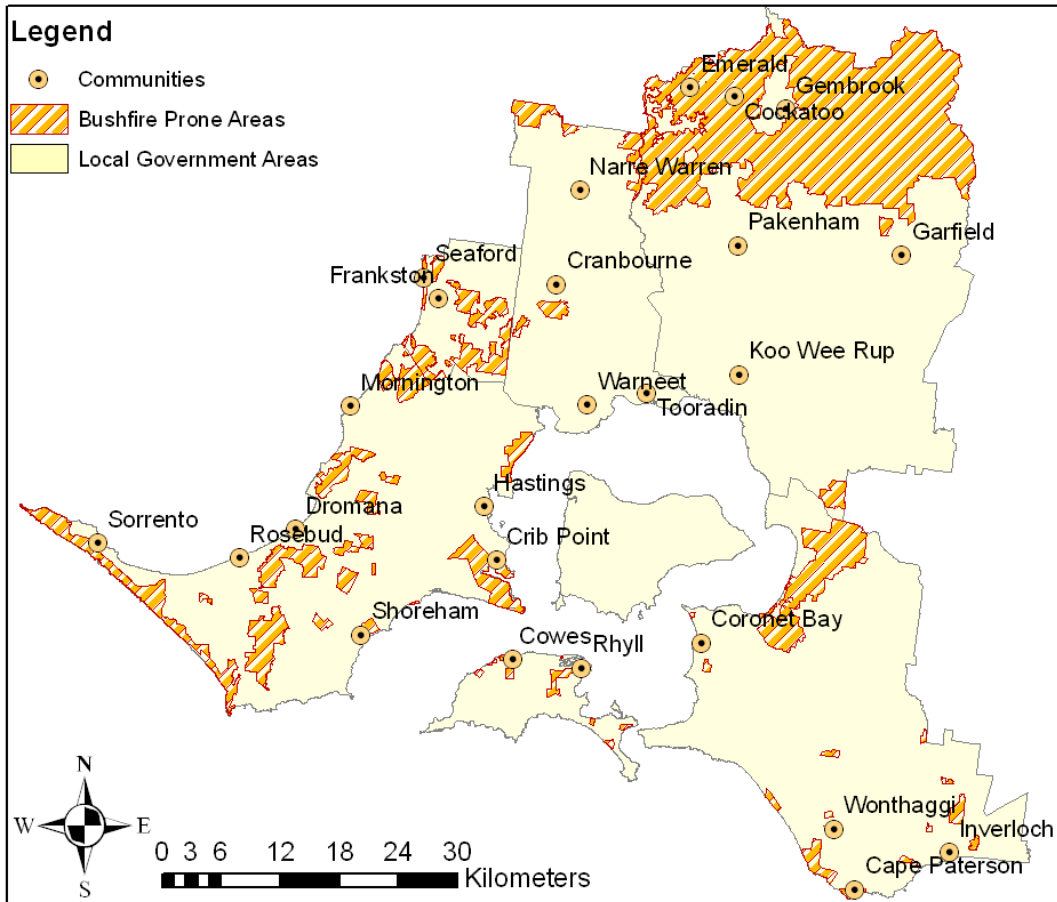 Legend
Communities
Bushfire Prone Areas
Local Government Areas
Emerald
Gembrook
Cockatoo
Narre Warren
Pakenham
Garfield
Seaford
Cranbourne
Frankston
Koo Wee Rup
Mornington
Warneet
Tooradin
Hastings
Dromana
Sorrento
Rosebud
Crib Point
Shoreham
Cowes
Rhyll
Coronet Bay
N
W
E
S
Wonthaggi
Inverloch
Cape Paterson
0 3 6 12 18 24 30
Kilometers